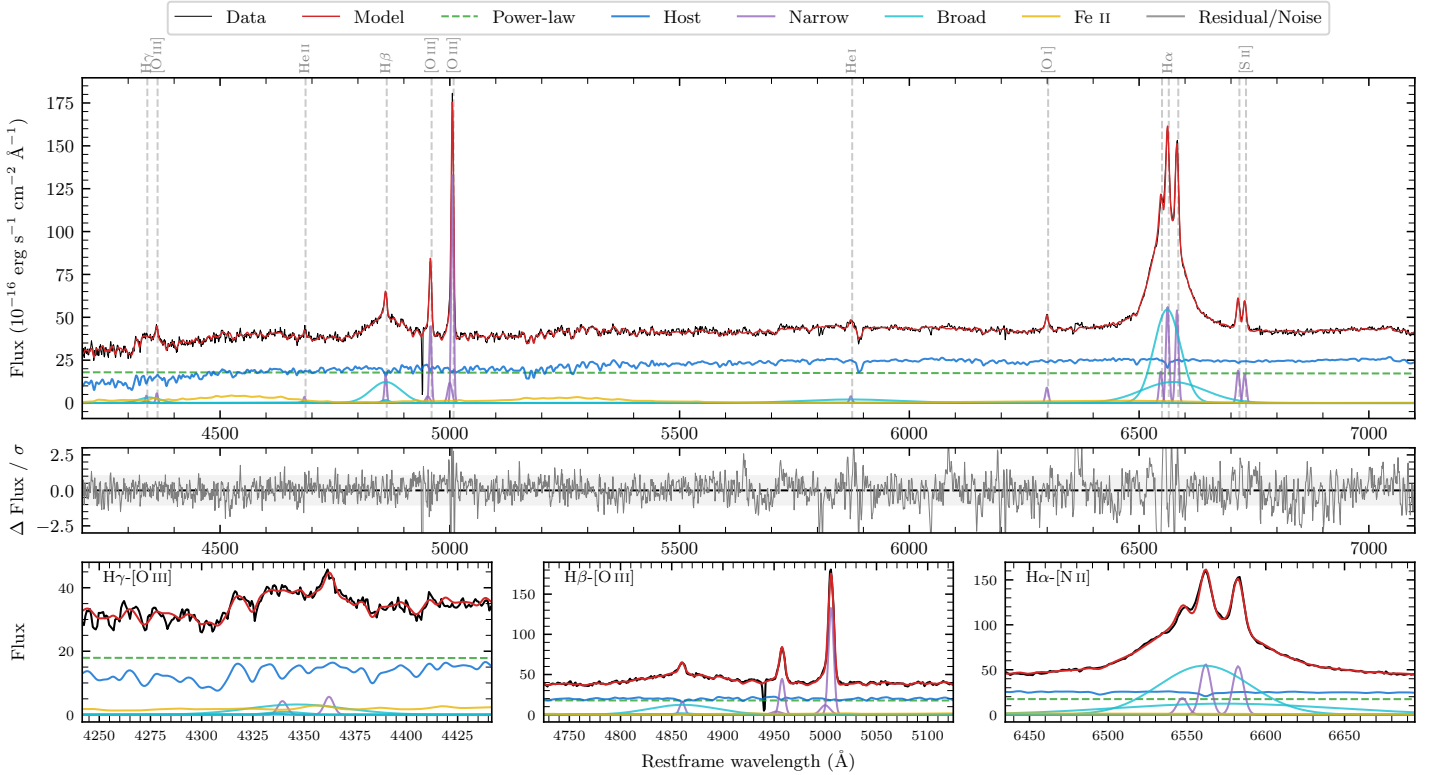 Data Model Power-law Host Narrow Broad Fe II Residual/Noise
Hγ [O III] He II Hβ [O III] [O III] He I [O I] Hα [S II]
Flux (10⁻¹⁶ erg s⁻¹ cm⁻² Å⁻¹)
175
150
125
100
75
50
25
0
4500 5000 5500 6000 6500 7000
Δ Flux / σ
2.5
0.0
−2.5
4500 5000 5500 6000 6500 7000
Flux
Hγ-[O III]
40
20
0
4250 4275 4300 4325 4350 4375 4400 4425
Hβ-[O III]
150
100
50
0
4750 4800 4850 4900 4950 5000 5050 5100
Hα-[N II]
150
100
50
0
6450 6500 6550 6600 6650
Restframe wavelength (Å)